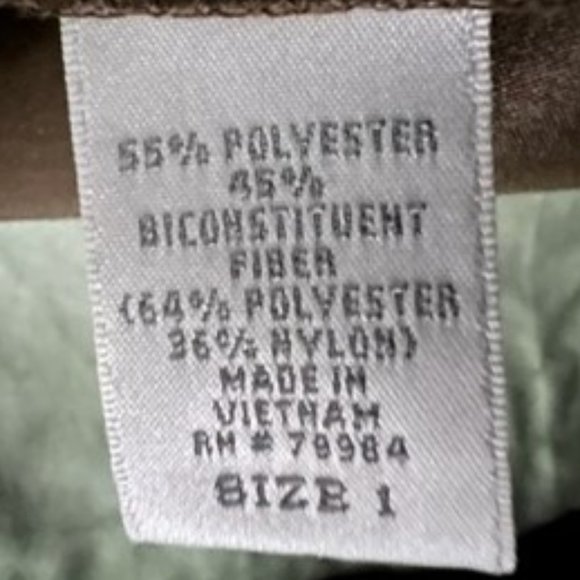 55% POLYESTER
45%
BICONSTITUENT
FIBER
(64% POLYESTER
36% NYLON)
MADE IN
VIETNAM
RN # 79984
SIZE 1